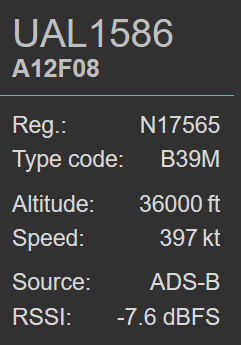 UAL1586
A12F08
Reg.: N17565
Type code: B39M
Altitude: 36000 ft
Speed: 397 kt
Source: ADS-B
RSSI: -7.6 dBFS